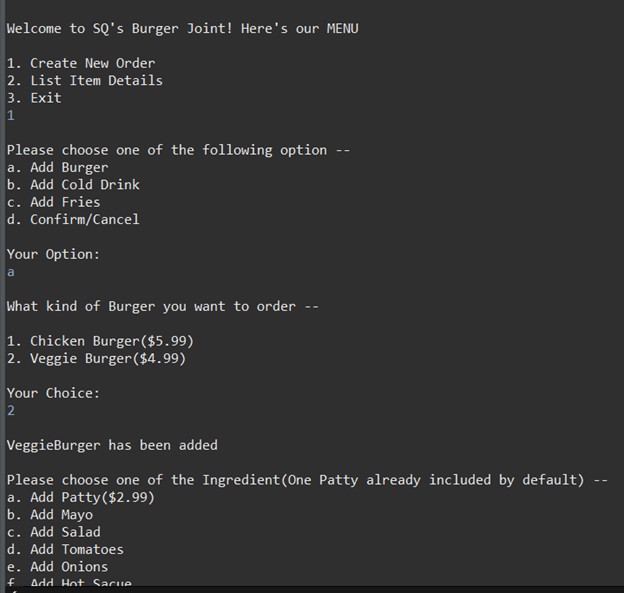 Welcome to SQ's Burger Joint! Here's our MENU
1. Create New Order
2. List Item Details
3. Exit
1
Please choose one of the following option --
a. Add Burger
b. Add Cold Drink
c. Add Fries
d. Confirm/Cancel
Your Option:
a
What kind of Burger you want to order --
1. Chicken Burger($5.99)
2. Veggie Burger($4.99)
Your Choice:
2
VeggieBurger has been added
Please choose one of the Ingredient(One Patty already included by default) --
a. Add Patty($2.99)
b. Add Mayo
c. Add Salad
d. Add Tomatoes
e. Add Onions
f. Add Hot Sacue